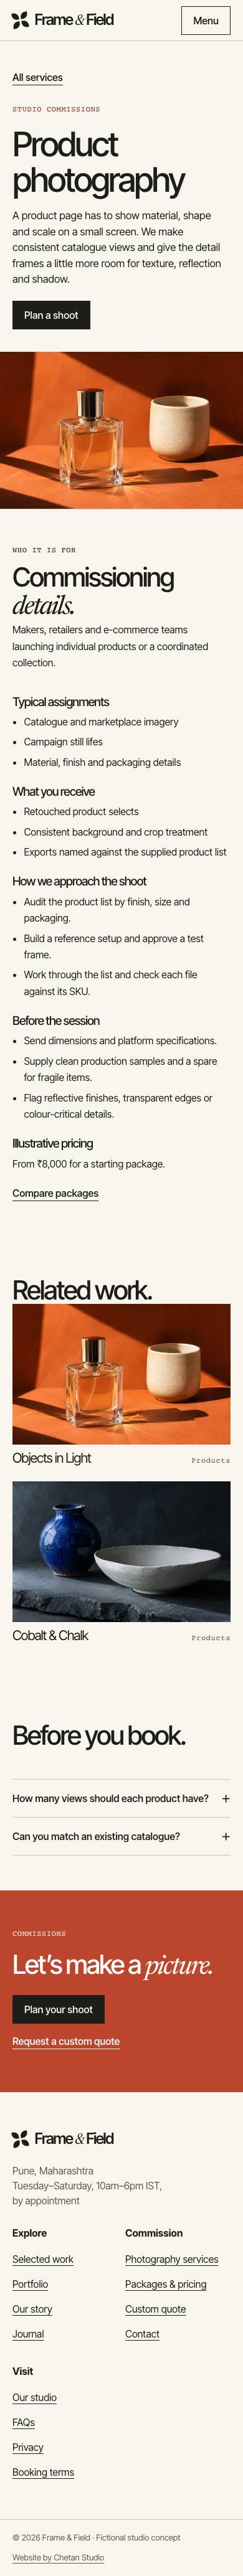 Frame & Field
Menu
All services
STUDIO COMMISSIONS
Product
photography
A product page has to show material, shape
and scale on a small screen. We make
consistent catalogue views and give the detail
frames a little more room for texture, reflection
and shadow.
Plan a shoot
WHO IT IS FOR
Commissioning
details.
Makers, retailers and e-commerce teams
launching individual products or a coordinated
collection.
Typical assignments
• Catalogue and marketplace imagery
• Campaign still lifes
• Material, finish and packaging details
What you receive
• Retouched product selects
• Consistent background and crop treatment
• Exports named against the supplied product list
How we approach the shoot
• Audit the product list by finish, size and
packaging.
• Build a reference setup and approve a test
frame.
• Work through the list and check each file
against its SKU.
Before the session
• Send dimensions and platform specifications.
• Supply clean production samples and a spare
for fragile items.
• Flag reflective finishes, transparent edges or
colour-critical details.
Illustrative pricing
From ₹8,000 for a starting package.
Compare packages
Related work.
Objects in Light
Products
Cobalt & Chalk
Products
Before you book.
How many views should each product have? +
Can you match an existing catalogue? +
COMMISSIONS
Let’s make a picture.
Plan your shoot
Request a custom quote
Frame & Field
Pune, Maharashtra
Tuesday–Saturday, 10am–6pm IST,
by appointment
Explore
Selected work
Portfolio
Our story
Journal
Commission
Photography services
Packages & pricing
Custom quote
Contact
Visit
Our studio
FAQs
Privacy
Booking terms
© 2026 Frame & Field · Fictional studio concept
Website by Chetan Studio